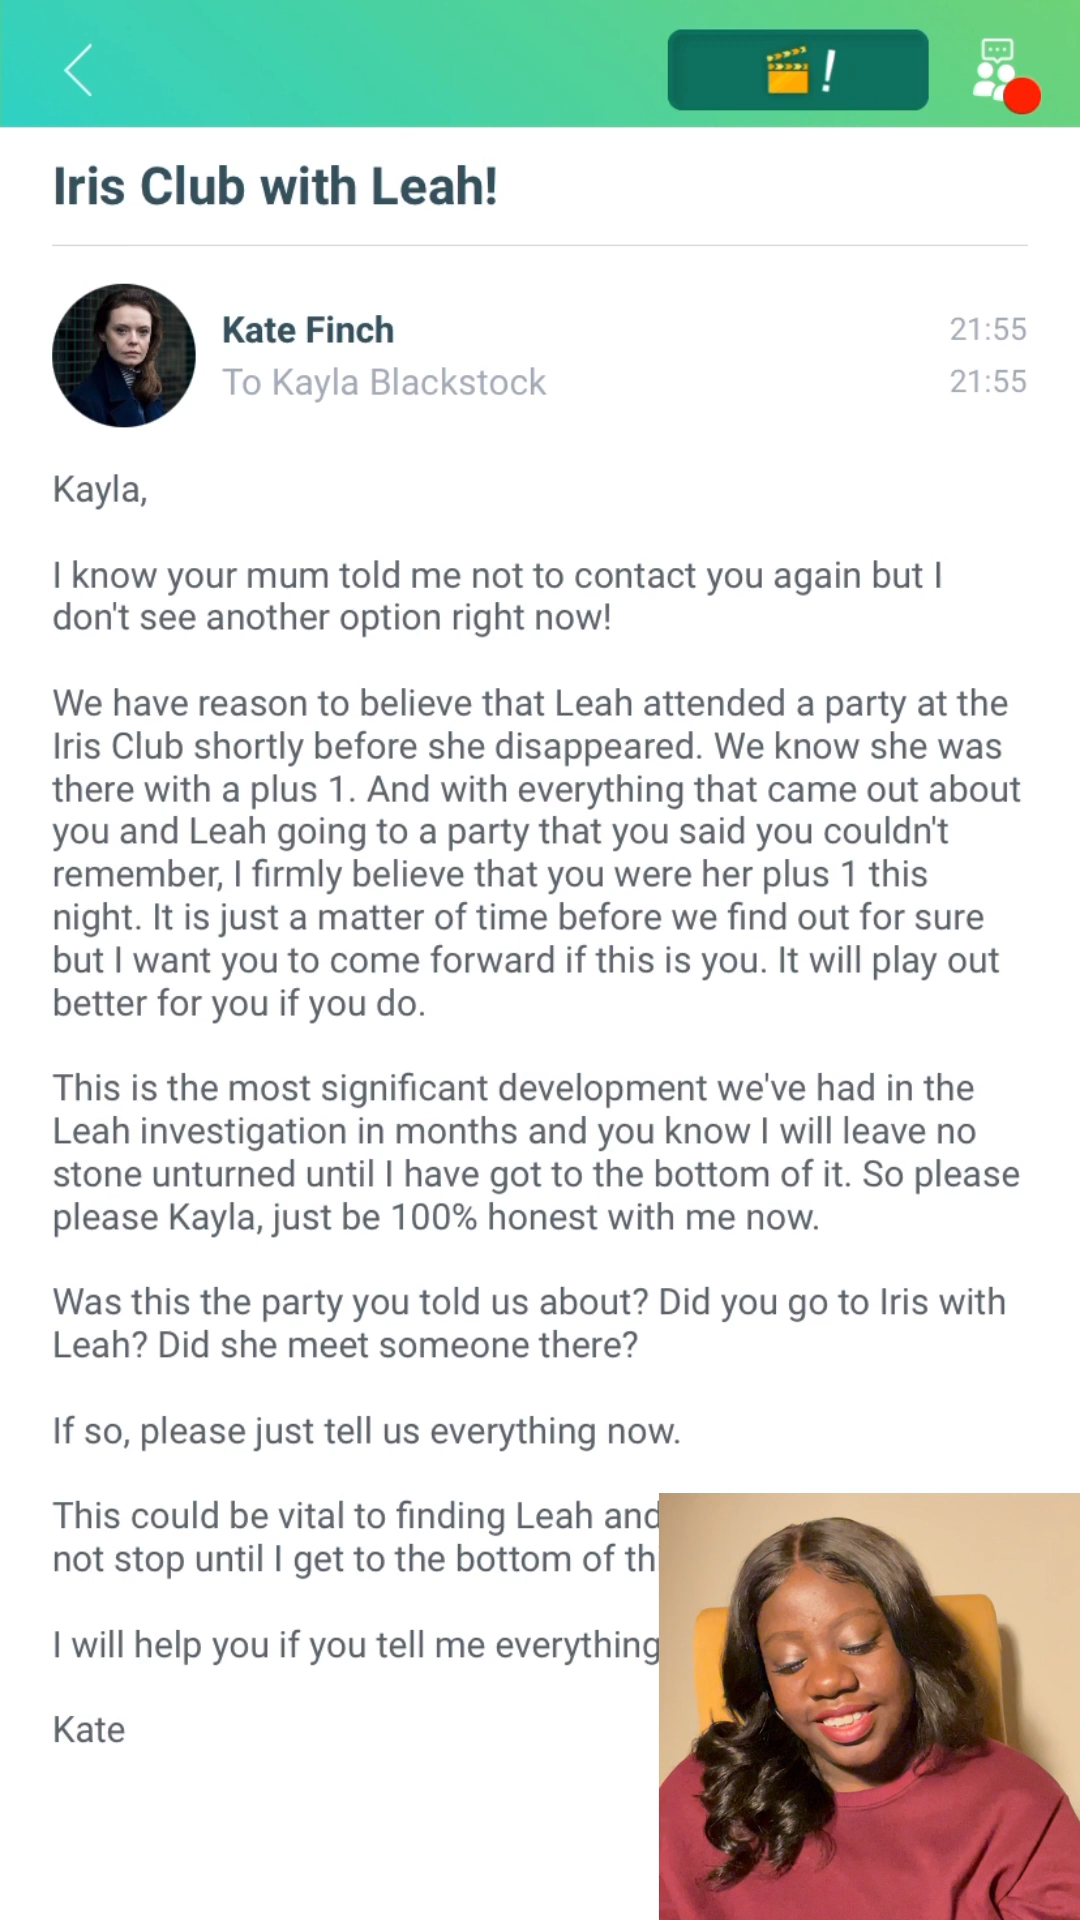 Iris Club with Leah!
Kate Finch 21:55
To Kayla Blackstock 21:55
Kayla,
I know your mum told me not to contact you again but I
don't see another option right now!
We have reason to believe that Leah attended a party at the
Iris Club shortly before she disappeared. We know she was
there with a plus 1. And with everything that came out about
you and Leah going to a party that you said you couldn't
remember, I firmly believe that you were her plus 1 this
night. It is just a matter of time before we find out for sure
but I want you to come forward if this is you. It will play out
better for you if you do.
This is the most significant development we've had in the
Leah investigation in months and you know I will leave no
stone unturned until I have got to the bottom of it. So please
please Kayla, just be 100% honest with me now.
Was this the party you told us about? Did you go to Iris with
Leah? Did she meet someone there?
If so, please just tell us everything now.
This could be vital to finding Leah and
not stop until I get to the bottom of
I will help you if you tell me everything
Kate